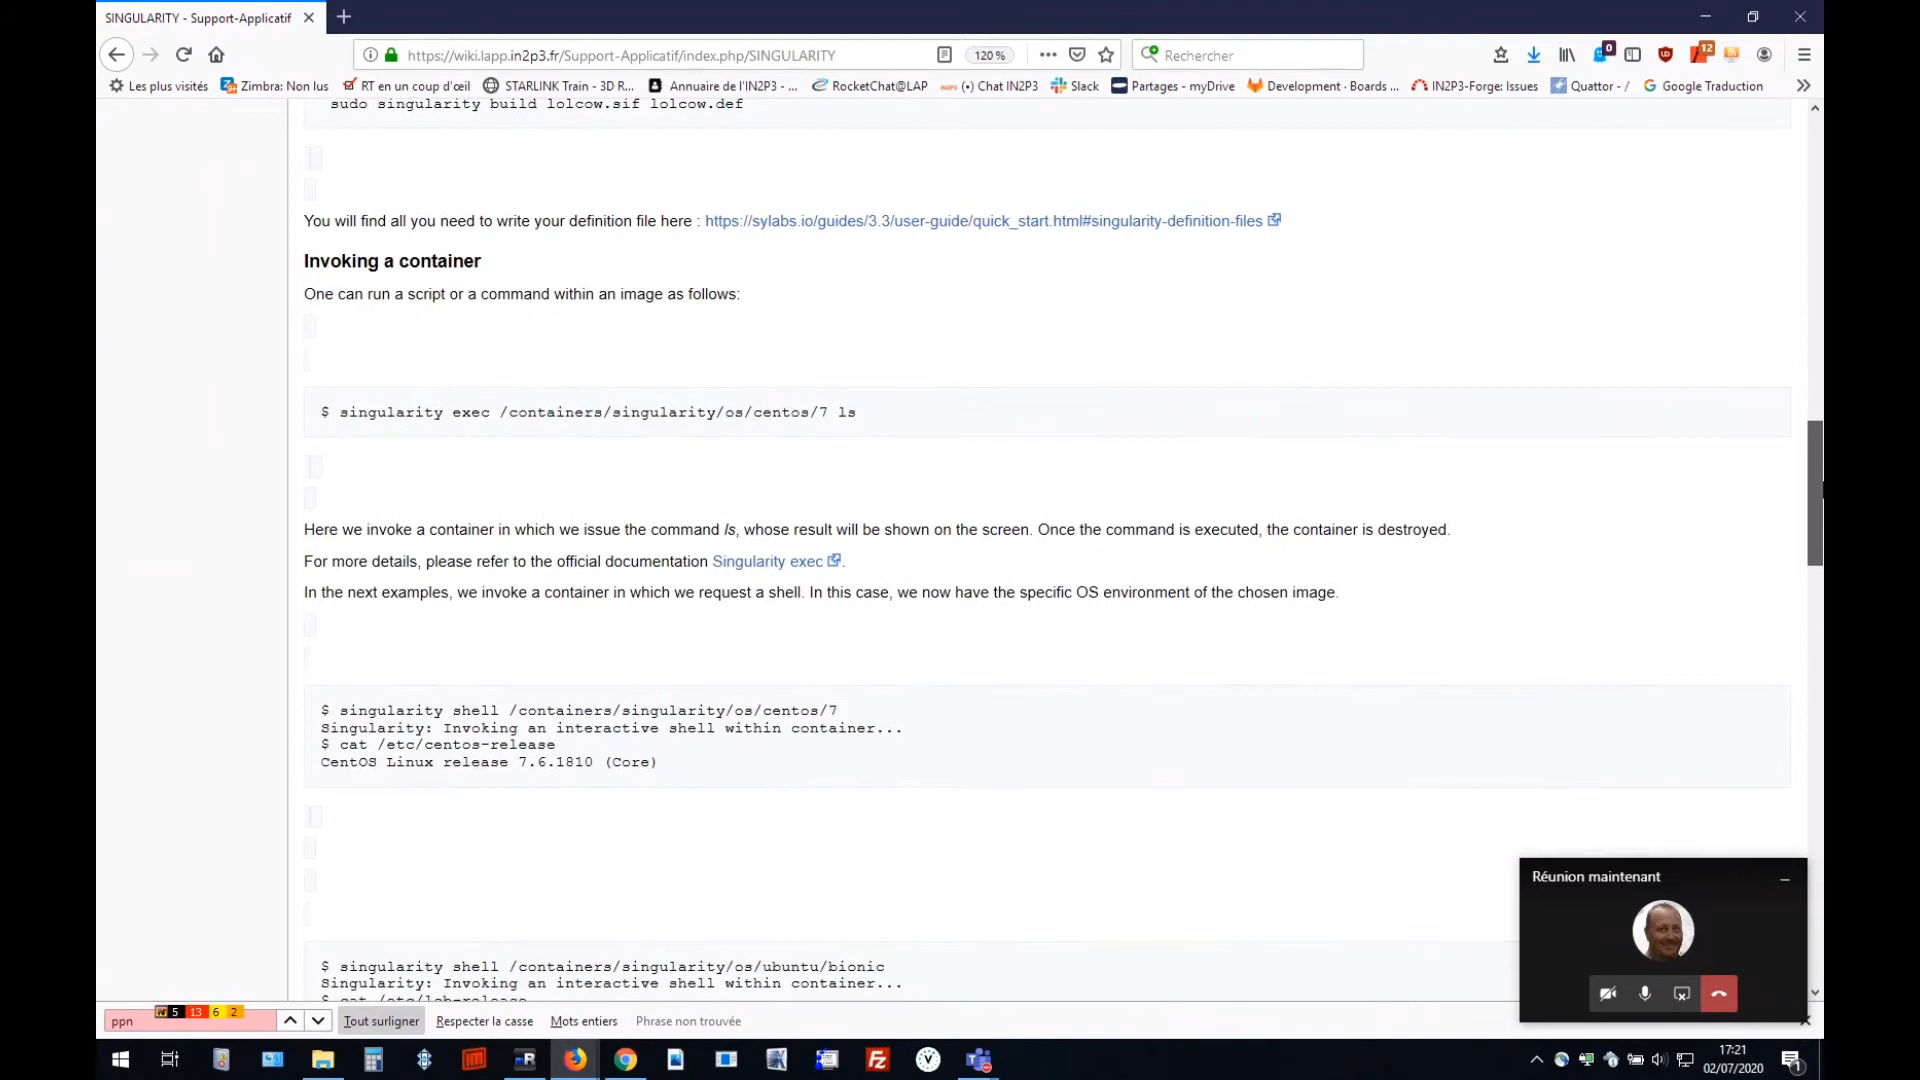 SINGULARITY - Support-Applicatif
https://wiki.lapp.in2p3.fr/Support-Applicatif/index.php/SINGULARITY
120 %
Rechercher
0
12
Les plus visités
Zimbra: Non lus
RT en un coup d'œil
STARLINK Train - 3D R...
Annuaire de l'IN2P3 - ...
RocketChat@LAP
Chat IN2P3
Slack
Partages - myDrive
Development · Boards ...
IN2P3-Forge: Issues
Quattor - /
Google Traduction
sudo singularity build lolcow.sif lolcow.def
You will find all you need to write your definition file here : https://sylabs.io/guides/3.3/user-guide/quick_start.html#singularity-definition-files
Invoking a container
One can run a script or a command within an image as follows:
$ singularity exec /containers/singularity/os/centos/7 ls
Here we invoke a container in which we issue the command ls, whose result will be shown on the screen. Once the command is executed, the container is destroyed.
For more details, please refer to the official documentation Singularity exec .
In the next examples, we invoke a container in which we request a shell. In this case, we now have the specific OS environment of the chosen image.
$ singularity shell /containers/singularity/os/centos/7
Singularity: Invoking an interactive shell within container...
$ cat /etc/centos-release
CentOS Linux release 7.6.1810 (Core)
$ singularity shell /containers/singularity/os/ubuntu/bionic
Singularity: Invoking an interactive shell within container...
$ cat /etc/lsb-release
Réunion maintenant
5 13 6 2
ppn
Tout surligner
Respecter la casse
Mots entiers
Phrase non trouvée
17:21
02/07/2020
1